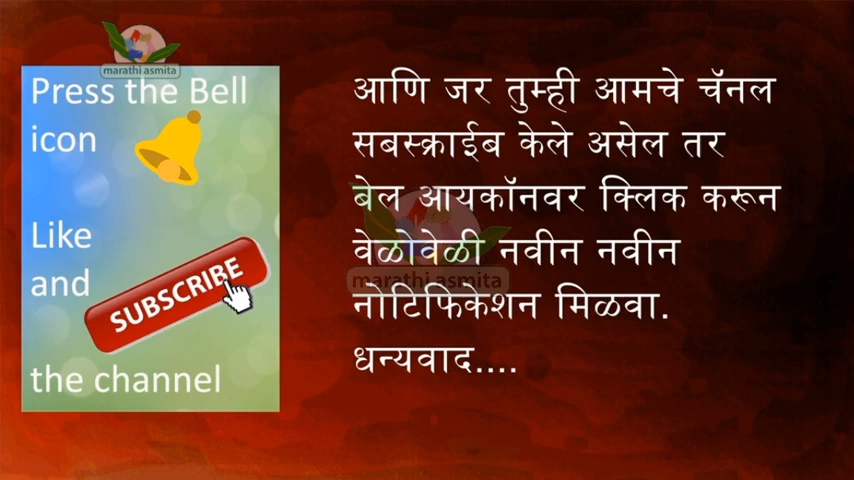 marathi asmita
Press the Bell
icon
Like
and
SUBSCRIBE
the channel
आणि जर तुम्ही आमचे चॅनल
सबस्क्राईब केले असेल तर
बेल आयकॉनवर क्लिक करून
वेळोवेळी नवीन नवीन
marathi asmita
नोटिफिकेशन मिळवा.
धन्यवाद....